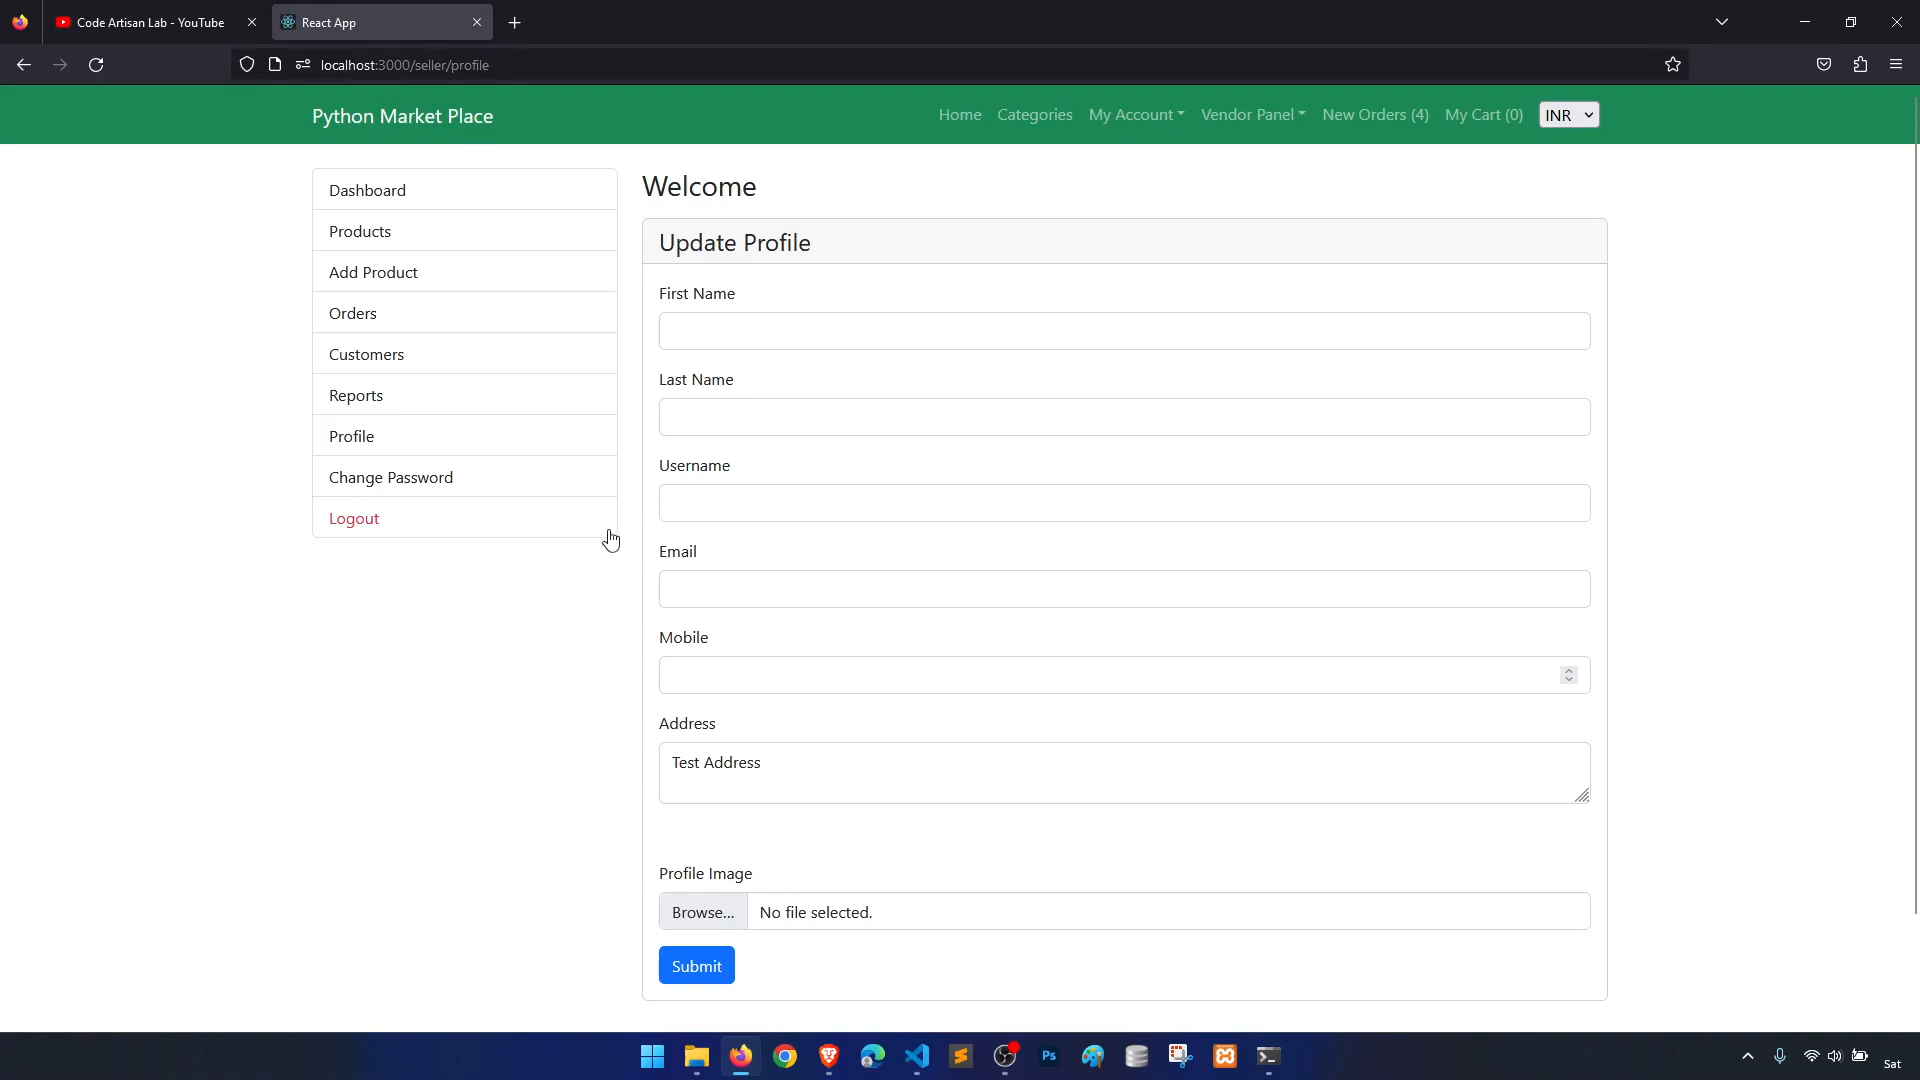 Code Artisan Lab - YouTube
React App
localhost:3000/seller/profile
Python Market Place
Home
Categories
My Account
Vendor Panel
New Orders (4)
My Cart (0)
INR
Dashboard
Products
Add Product
Orders
Customers
Reports
Profile
Change Password
Logout
Welcome
Update Profile
First Name
Last Name
Username
Email
Mobile
Address
Test Address
Profile Image
Browse...
No file selected.
Submit
Ps
Sat